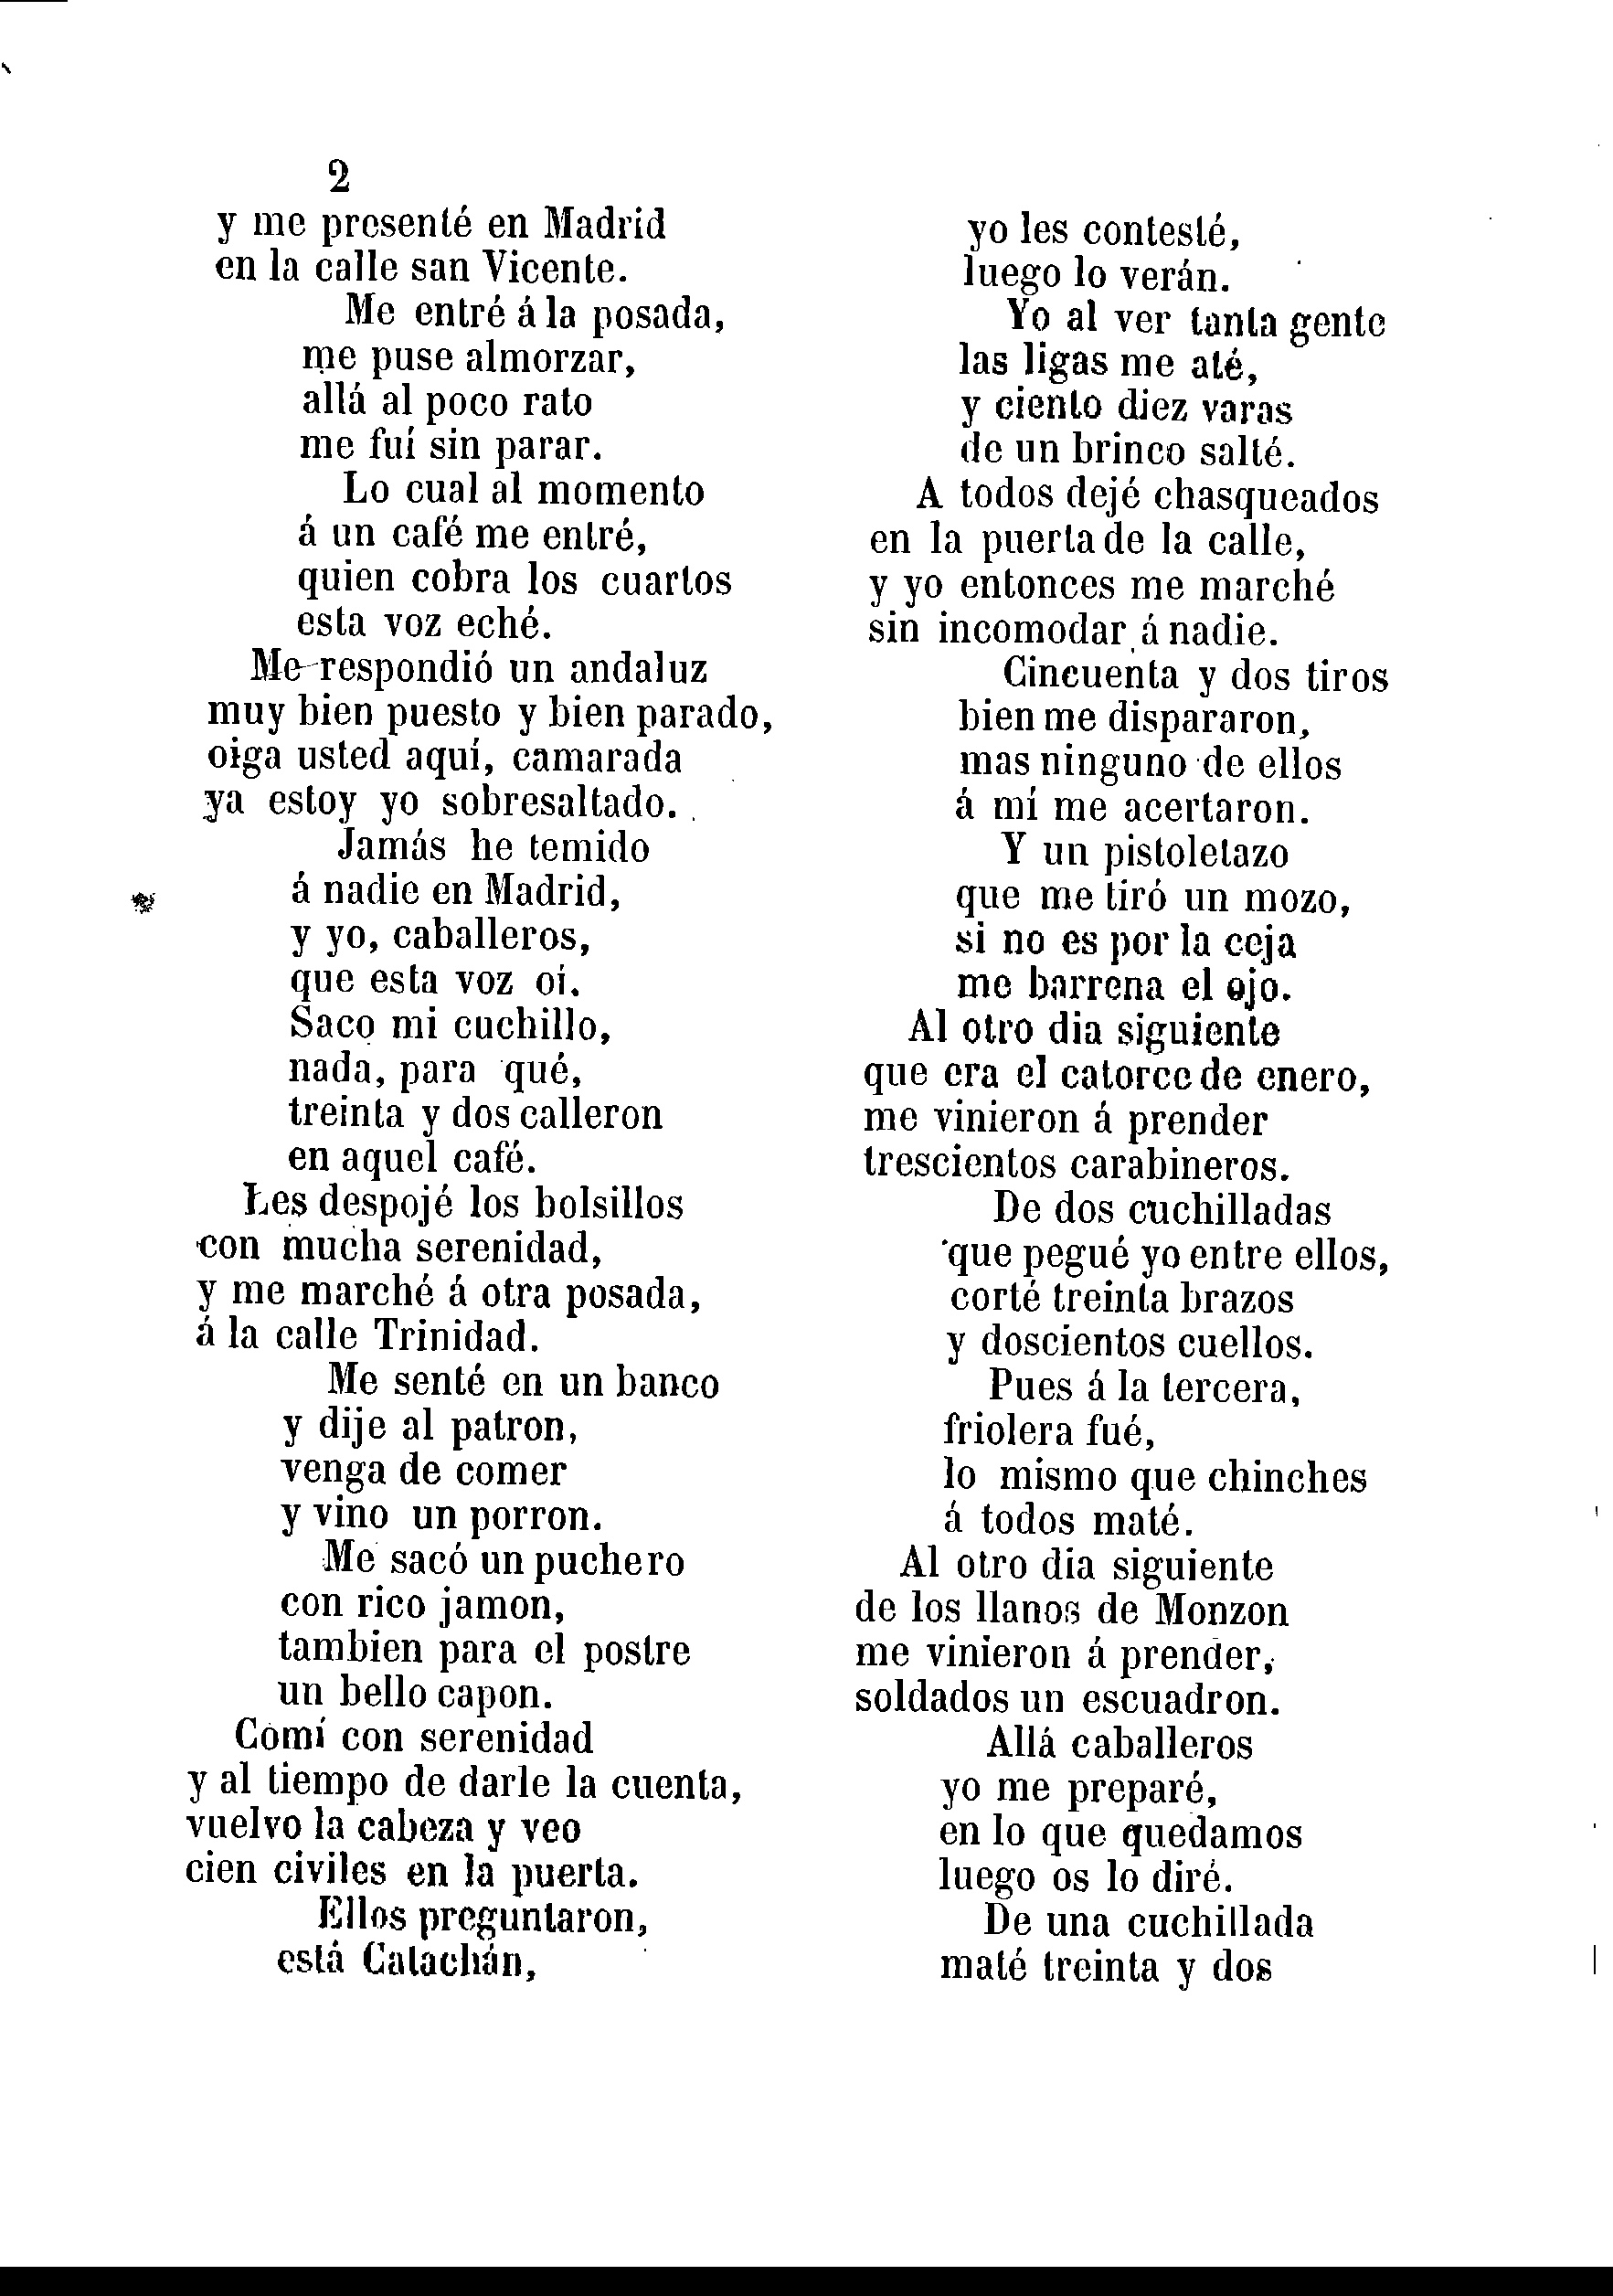 2
y me presenté en Madrid
en la calle san Vicente.
Me entré á la posada,
me puse almorzar,
allá al poco rato
me fuí sin parar.
Lo cual al momento
á un café me entré,
quien cobra los cuartos
esta voz eché.
Me respondió un andaluz
muy bien puesto y bien parado,
oiga usted aquí, camarada
ya estoy yo sobresaltado.
Jamás he temido
á nadie en Madrid,
y yo, caballeros,
que esta voz oí.
Saco mi cuchillo,
nada, para qué,
treinta y dos calleron
en aquel café.
Les despojé los bolsillos
con mucha serenidad,
y me marché á otra posada,
á la calle Trinidad.
Me senté en un banco
y dije al patron,
venga de comer
y vino un porron.
Me sacó un puchero
con rico jamon,
tambien para el postre
un bello capon.
Comí con serenidad
y al tiempo de darle la cuenta,
vuelvo la cabeza y veo
cien civiles en la puerta.
Ellos preguntaron,
está Catachán,
yo les contesté,
luego lo verán.
Yo al ver tanta gente
las ligas me até,
y ciento diez varas
de un brinco salté.
A todos dejé chasqueados
en la puerta de la calle,
y yo entonces me marché
sin incomodar á nadie.
Cincuenta y dos tiros
bien me dispararon,
mas ninguno de ellos
á mí me acertaron.
Y un pistoletazo
que me tiró un mozo,
si no es por la ceja
me barrena el ojo.
Al otro dia siguiente
que era el catorce de enero,
me vinieron á prender
trescientos carabineros.
De dos cuchilladas
que pegué yo entre ellos,
corté treinta brazos
y doscientos cuellos.
Pues á la tercera,
friolera fué,
lo mismo que chinches
á todos maté.
Al otro dia siguiente
de los llanos de Monzon
me vinieron á prender,
soldados un escuadron.
Allá caballeros
yo me preparé,
en lo que quedamos
luego os lo diré.
De una cuchillada
maté treinta y dos